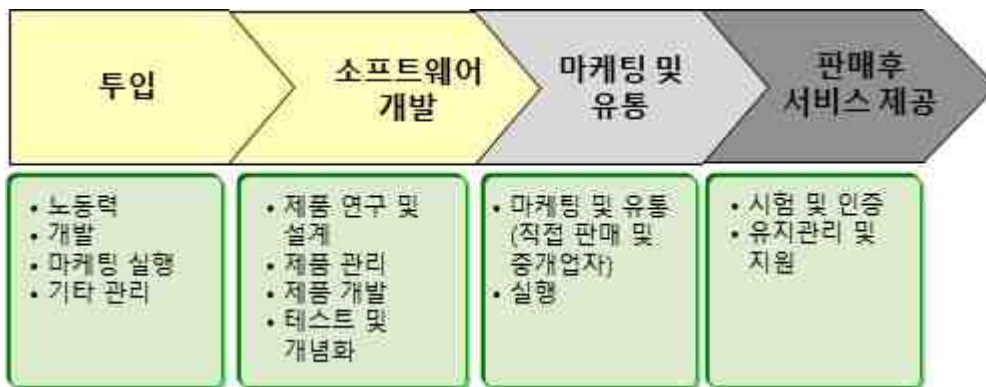 투입
소프트웨어
개발
마케팅 및
유통
판매후
서비스 제공
• 노동력
• 개발
• 마케팅 실행
• 기타 관리
• 제품 연구 및
설계
• 제품 관리
• 제품 개발
• 테스트 및
개념화
• 마케팅 및 유통
(직접 판매 및
중개업자)
• 실행
• 시험 및 인증
• 유지관리 및
지원